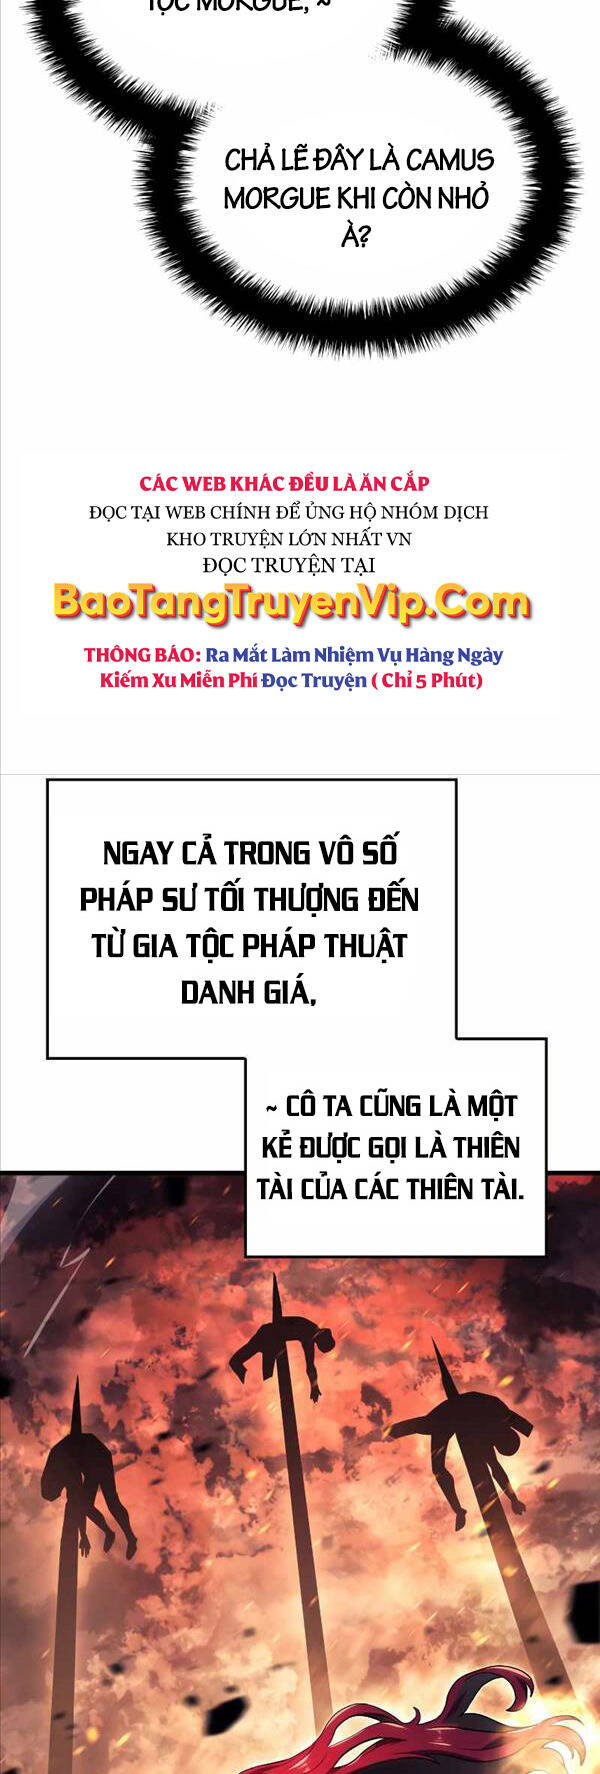 TỘC MORGUE, ~
CHẢ LẼ ĐÂY LÀ CAMUS
MORGUE KHI CÒN NHỎ
À?
CÁC WEB KHÁC ĐỀU LÀ ĂN CẮP
ĐỌC TẠI WEB CHÍNH ĐỂ ỦNG HỘ NHÓM DỊCH
KHO TRUYỆN LỚN NHẤT VN
ĐỌC TRUYỆN TẠI
BaoTangTruyenVip.Com
THÔNG BÁO: Ra Mắt Làm Nhiệm Vụ Hàng Ngày
Kiếm Xu Miễn Phí Đọc Truyện ( Chỉ 5 Phút)
NGAY CẢ TRONG VÔ SỐ
PHÁP SƯ TỐI THƯỢNG ĐẾN
TỪ GIA TỘC PHÁP THUẬT
DANH GIÁ,
~ CÔ TA CŨNG LÀ MỘT
KẺ ĐƯỢC GỌI LÀ THIÊN
TÀI CỦA CÁC THIÊN TÀI.